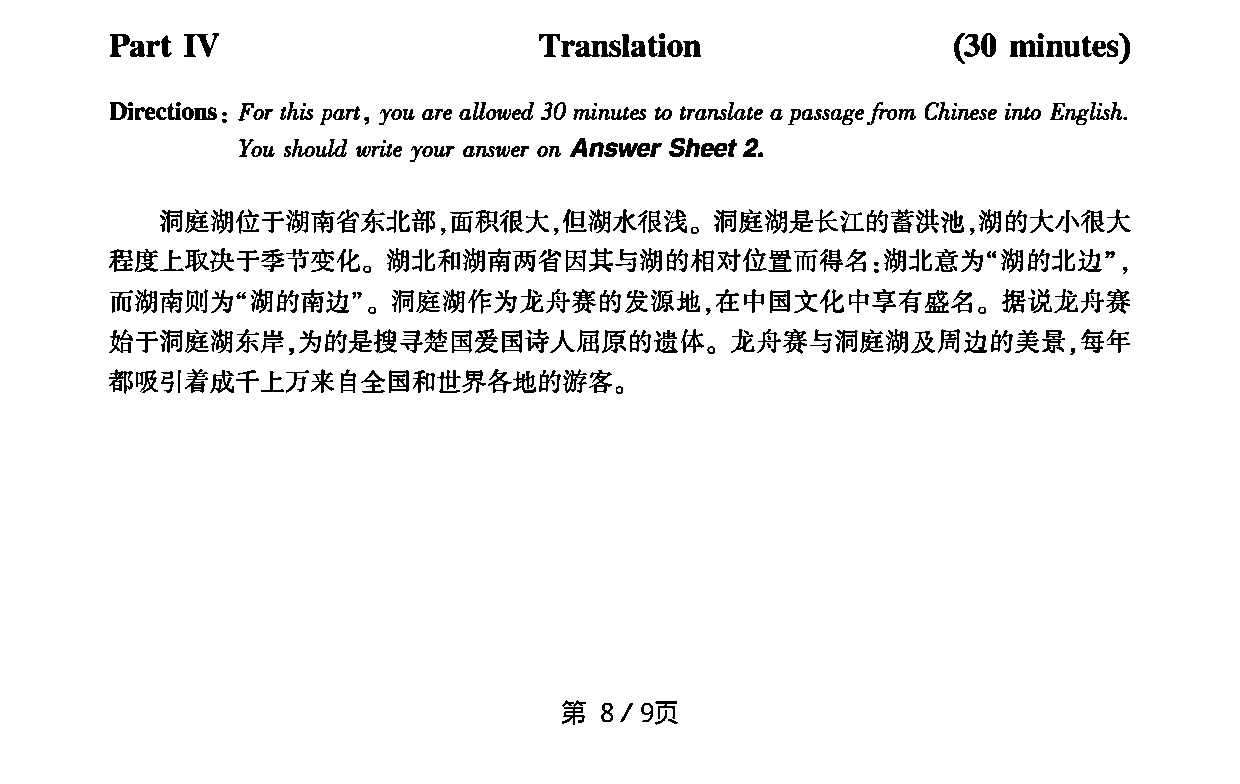 Part IV Translation (30 minutes)
Directions: For this part, you are allowed 30 minutes to translate a passage from Chinese into English.
You should write your answer on Answer Sheet 2.
洞庭湖位于湖南省东北部,面积很大,但湖水很浅。洞庭湖是长江的蓄洪池,湖的大小很大
程度上取决于季节变化。湖北和湖南两省因其与湖的相对位置而得名:湖北意为“湖的北边”,
而湖南则为“湖的南边”。洞庭湖作为龙舟赛的发源地,在中国文化中享有盛名。据说龙舟赛
始于洞庭湖东岸,为的是搜寻楚国爱国诗人屈原的遗体。龙舟赛与洞庭湖及周边的美景,每年
都吸引着成千上万来自全国和世界各地的游客。
第 8 / 9页